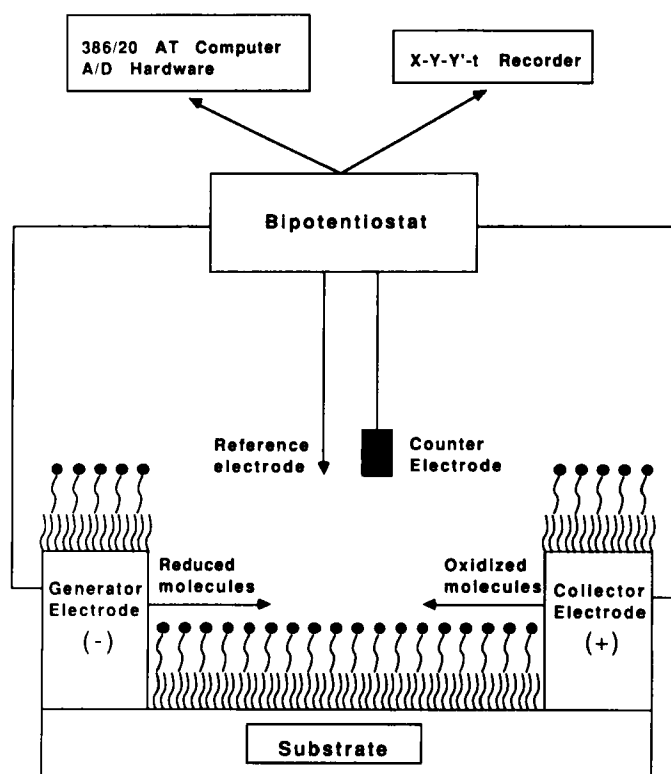 386/20 AT Computer
A/D Hardware
X-Y-Y'-t Recorder
Bipotentiostat
Reference
electrode
Counter
Electrode
Reduced
molecules
Oxidized
molecules
Generator
Electrode
(-)
Collector
Electrode
(+)
Substrate